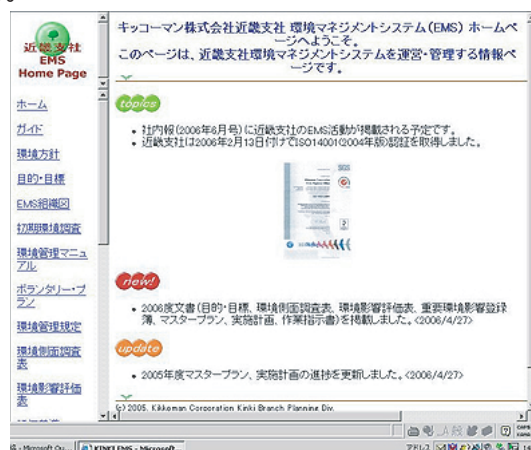 近畿支社
EMS
Home Page
ホーム
ガイド
環境方針
目的・目標
EMS組織図
初期環境調査
環境管理マニュ
アル
ボランタリー・プ
ラン
環境管理規定
環境側面調査
表
環境影響評価
表
キッコーマン株式会社近畿支社 環境マネジメントシステム(EMS) ホームペ
ージへようこそ。
このページは、近畿支社環境マネジメントシステムを運営・管理する情報ペ
ージです。
topics
• 社内報(2006年6月号)に近畿支社のEMS活動が掲載される予定です。
• 近畿支社は2006年2月13日付けでISO14001(2004年版)認証を取得しました。
SGS
new!
• 2006度文書(目的・目標、環境側面調査表、環境影響評価表、重要環境影響登録
簿、マスタープラン、実施計画、作業指示書)を掲載しました。<2006/4/27>
update
• 2005年度マスタープラン、実施計画の進捗を更新しました。<2006/4/27>
(c) 2005. Kikkoman Corporation Kinki Branch Planning Div.
A 般
CAPS
KANA
- Microsoft Ou...
KINKI EMS - Microsoft...
アドレス